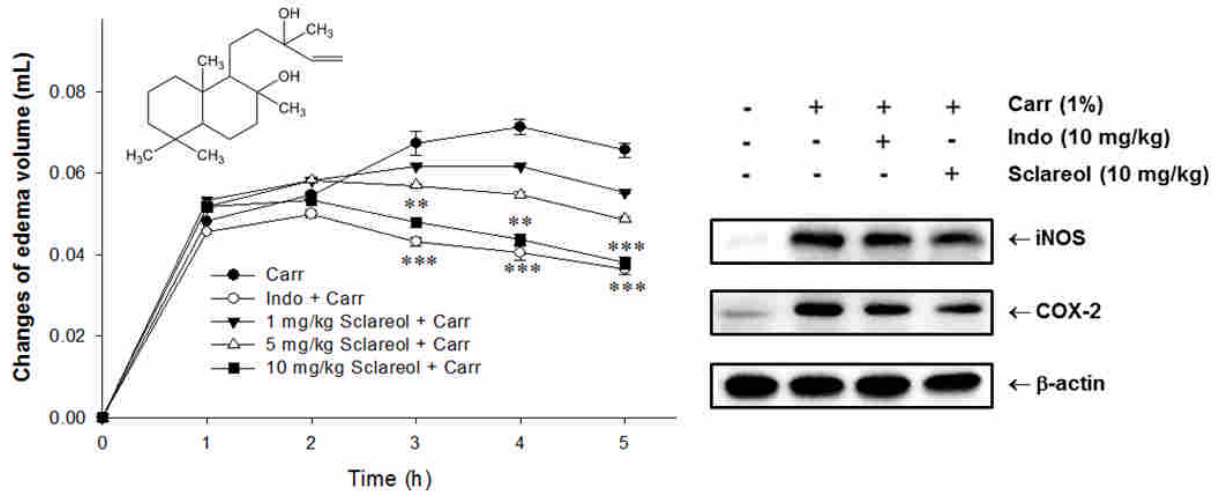 Changes of edema volume (mL)
0.08
0.06
0.04
0.02
0.00
0
1
2
3
4
5
Time (h)
OH
CH3
CH3
OH
CH3
H3C
CH3
**
**
***
***
***
***
Carr
Indo + Carr
1 mg/kg Sclareol + Carr
5 mg/kg Sclareol + Carr
10 mg/kg Sclareol + Carr
- + + + Carr (1%)
- - + - Indo (10 mg/kg)
- - - + Sclareol (10 mg/kg)
← iNOS
← COX-2
← β-actin